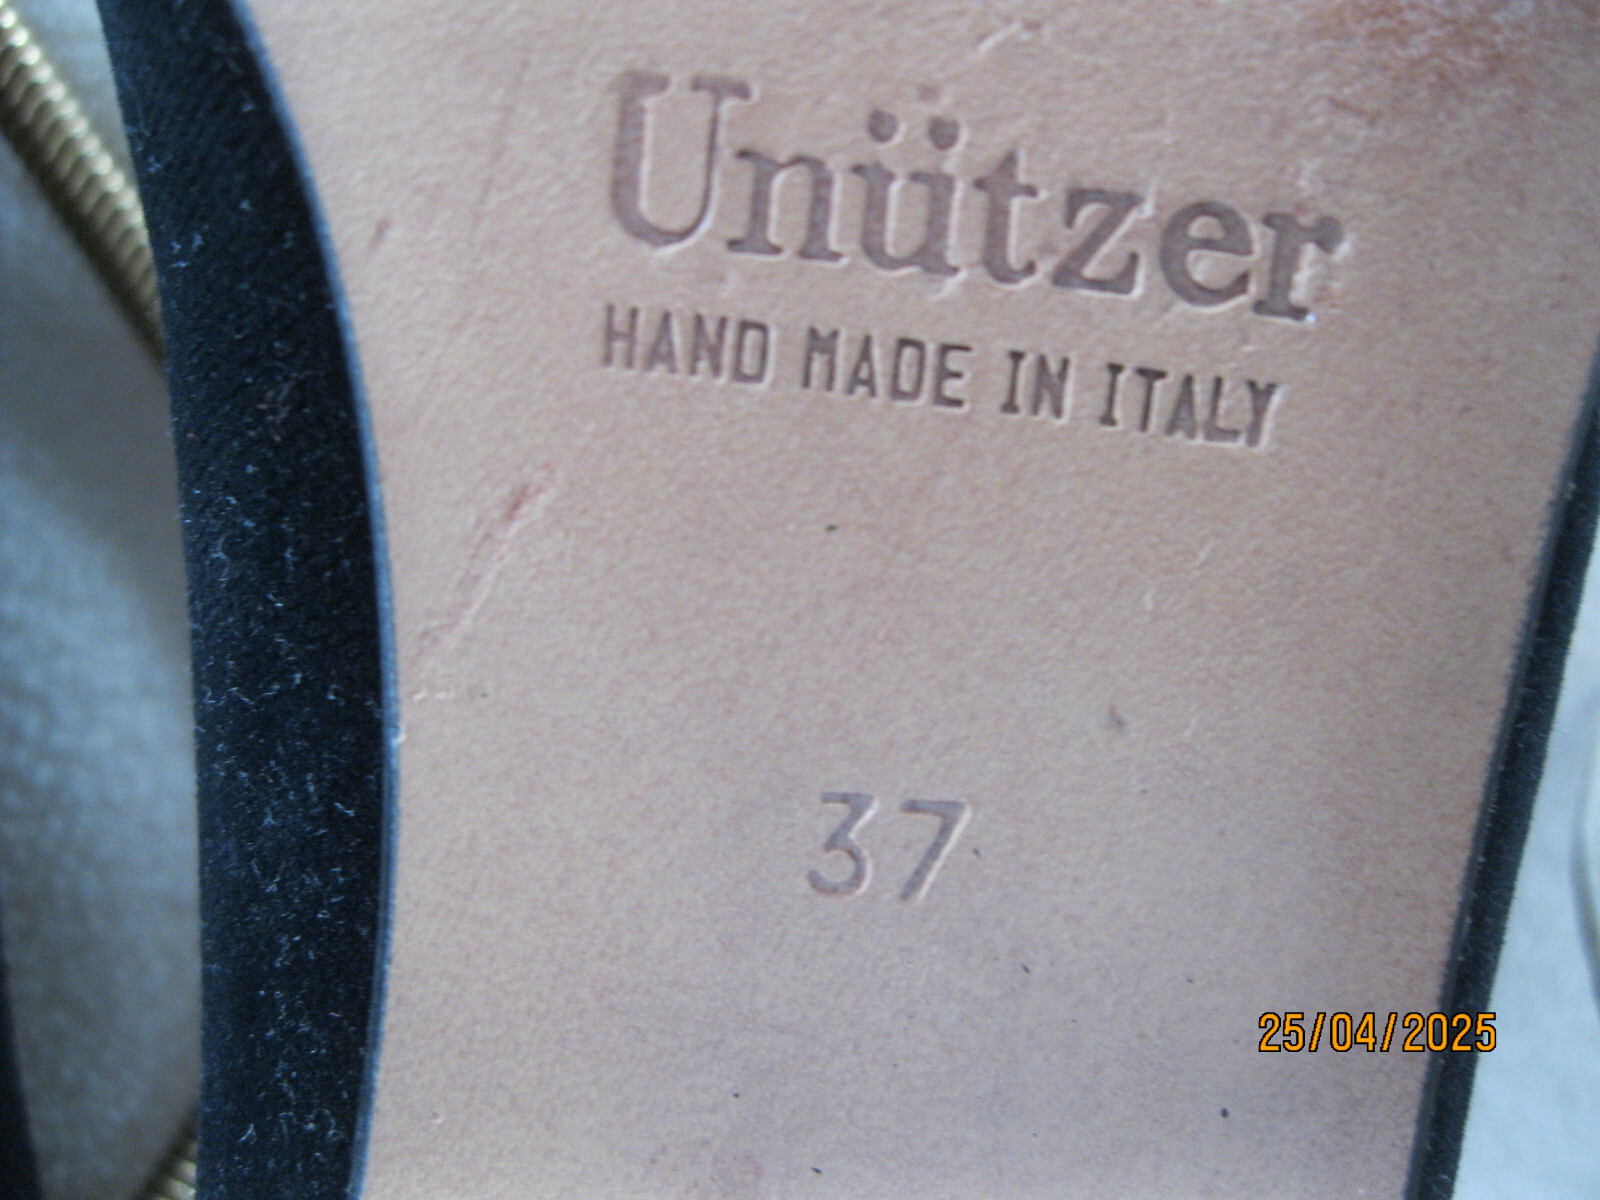 Unützer
HAND MADE IN ITALY
37
25/04/2025